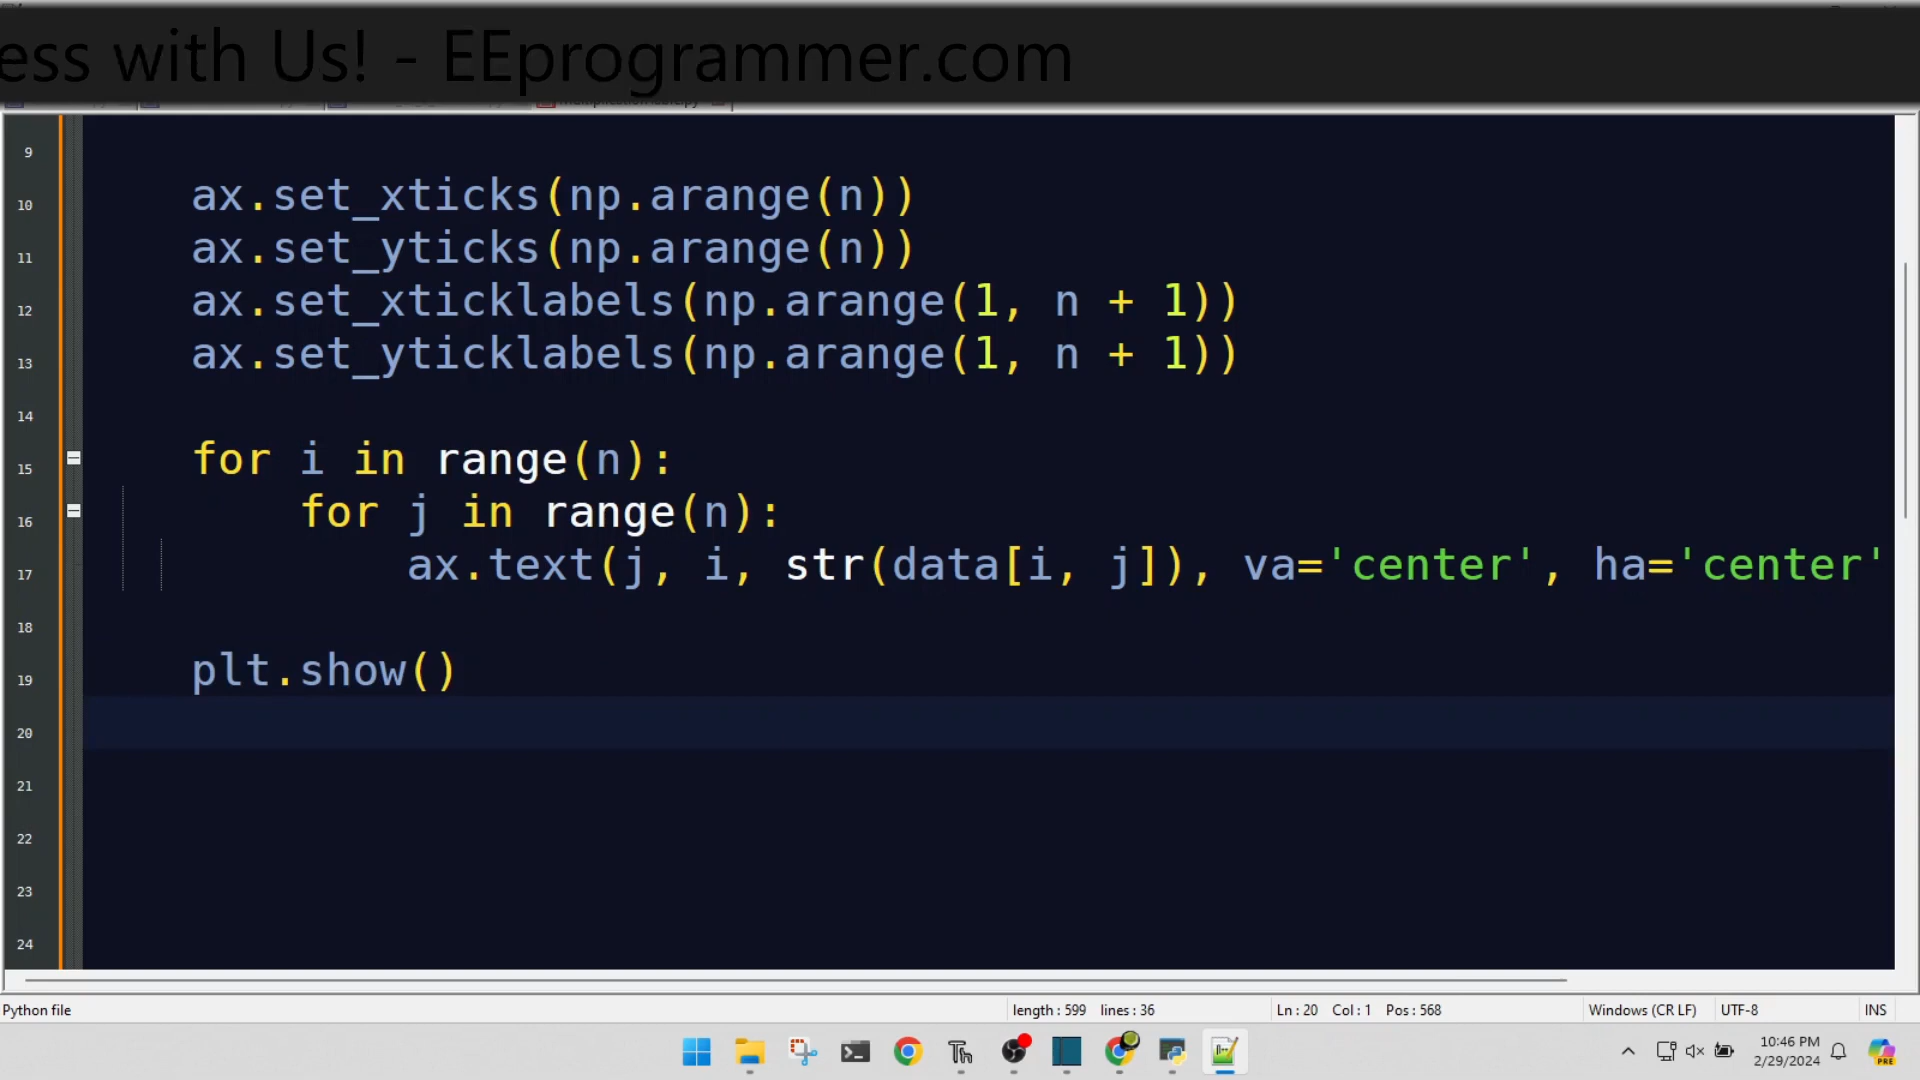 ess with Us! - EEprogrammer.com
9
10 ax.set_xticks(np.arange(n))
11 ax.set_yticks(np.arange(n))
12 ax.set_xticklabels(np.arange(1, n + 1))
13 ax.set_yticklabels(np.arange(1, n + 1))
14
15 for i in range(n):
16 for j in range(n):
17 ax.text(j, i, str(data[i, j]), va='center', ha='center'
18
19 plt.show()
20
21
22
23
24
Python file length : 599 lines : 36 Ln : 20 Col : 1 Pos : 568 Windows (CR LF) UTF-8 INS
10:46 PM
2/29/2024
PRE